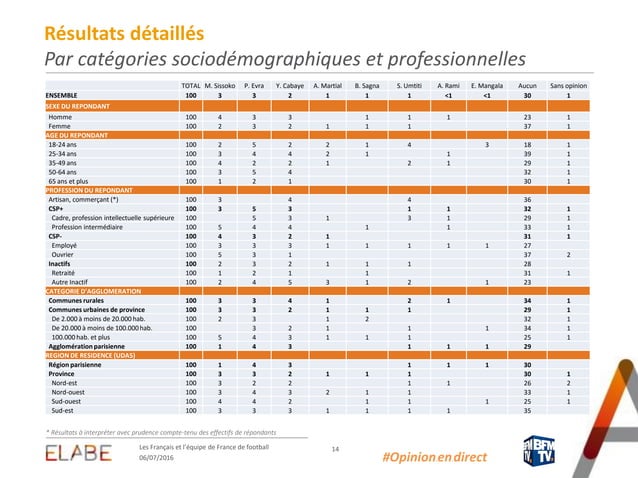 Résultats détaillés
Par catégories sociodémographiques et professionnelles
TOTAL M. Sissoko P. Evra Y. Cabaye A. Martial B. Sagna S. Umtiti A. Rami E. Mangala Aucun Sans opinion
ENSEMBLE 100 3 3 2 1 1 1 <1 <1 30 1
SEXE DU REPONDANT
Homme 100 4 3 3 1 1 1 23 1
Femme 100 2 3 2 1 1 1 37 1
AGE DU REPONDANT
18-24 ans 100 2 5 2 2 1 4 3 18 1
25-34 ans 100 3 4 4 2 1 1 39 1
35-49 ans 100 4 2 2 1 2 1 29 1
50-64 ans 100 3 5 4 32 1
65 ans et plus 100 1 2 1 30 1
PROFESSION DU REPONDANT
Artisan, commerçant (*) 100 3 4 4 36
CSP+ 100 3 5 3 1 1 32 1
Cadre, profession intellectuelle supérieure 100 5 3 1 3 1 29 1
Profession intermédiaire 100 5 4 4 1 1 33 1
CSP- 100 4 3 2 1 31 1
Employé 100 3 3 3 1 1 1 1 1 27
Ouvrier 100 5 3 1 37 2
Inactifs 100 2 3 2 1 1 1 28
Retraité 100 1 2 1 1 31 1
Autre Inactif 100 2 4 5 3 1 2 1 23
CATEGORIE D'AGGLOMERATION
Communes rurales 100 3 3 4 1 2 1 34 1
Communes urbaines de province 100 3 3 2 1 1 1 29 1
De 2.000 à moins de 20.000 hab. 100 2 3 1 2 32 1
De 20.000 à moins de 100.000 hab. 100 3 2 1 1 1 34 1
100.000 hab. et plus 100 5 4 3 1 1 1 25 1
Agglomération parisienne 100 1 4 3 1 1 1 29
REGION DE RESIDENCE (UDA5)
Région parisienne 100 1 4 3 1 1 1 30
Province 100 3 3 2 1 1 1 30 1
Nord-est 100 3 2 2 1 1 26 2
Nord-ouest 100 3 4 3 2 1 1 33 1
Sud-ouest 100 4 4 2 1 1 1 25 1
Sud-est 100 3 3 3 1 1 1 1 35
* Résultats à interpréter avec prudence compte-tenu des effectifs de répondants
ELABE
Les Français et l'équipe de France de football
06/07/2016
14
#Opinion en direct
BFM
TV.